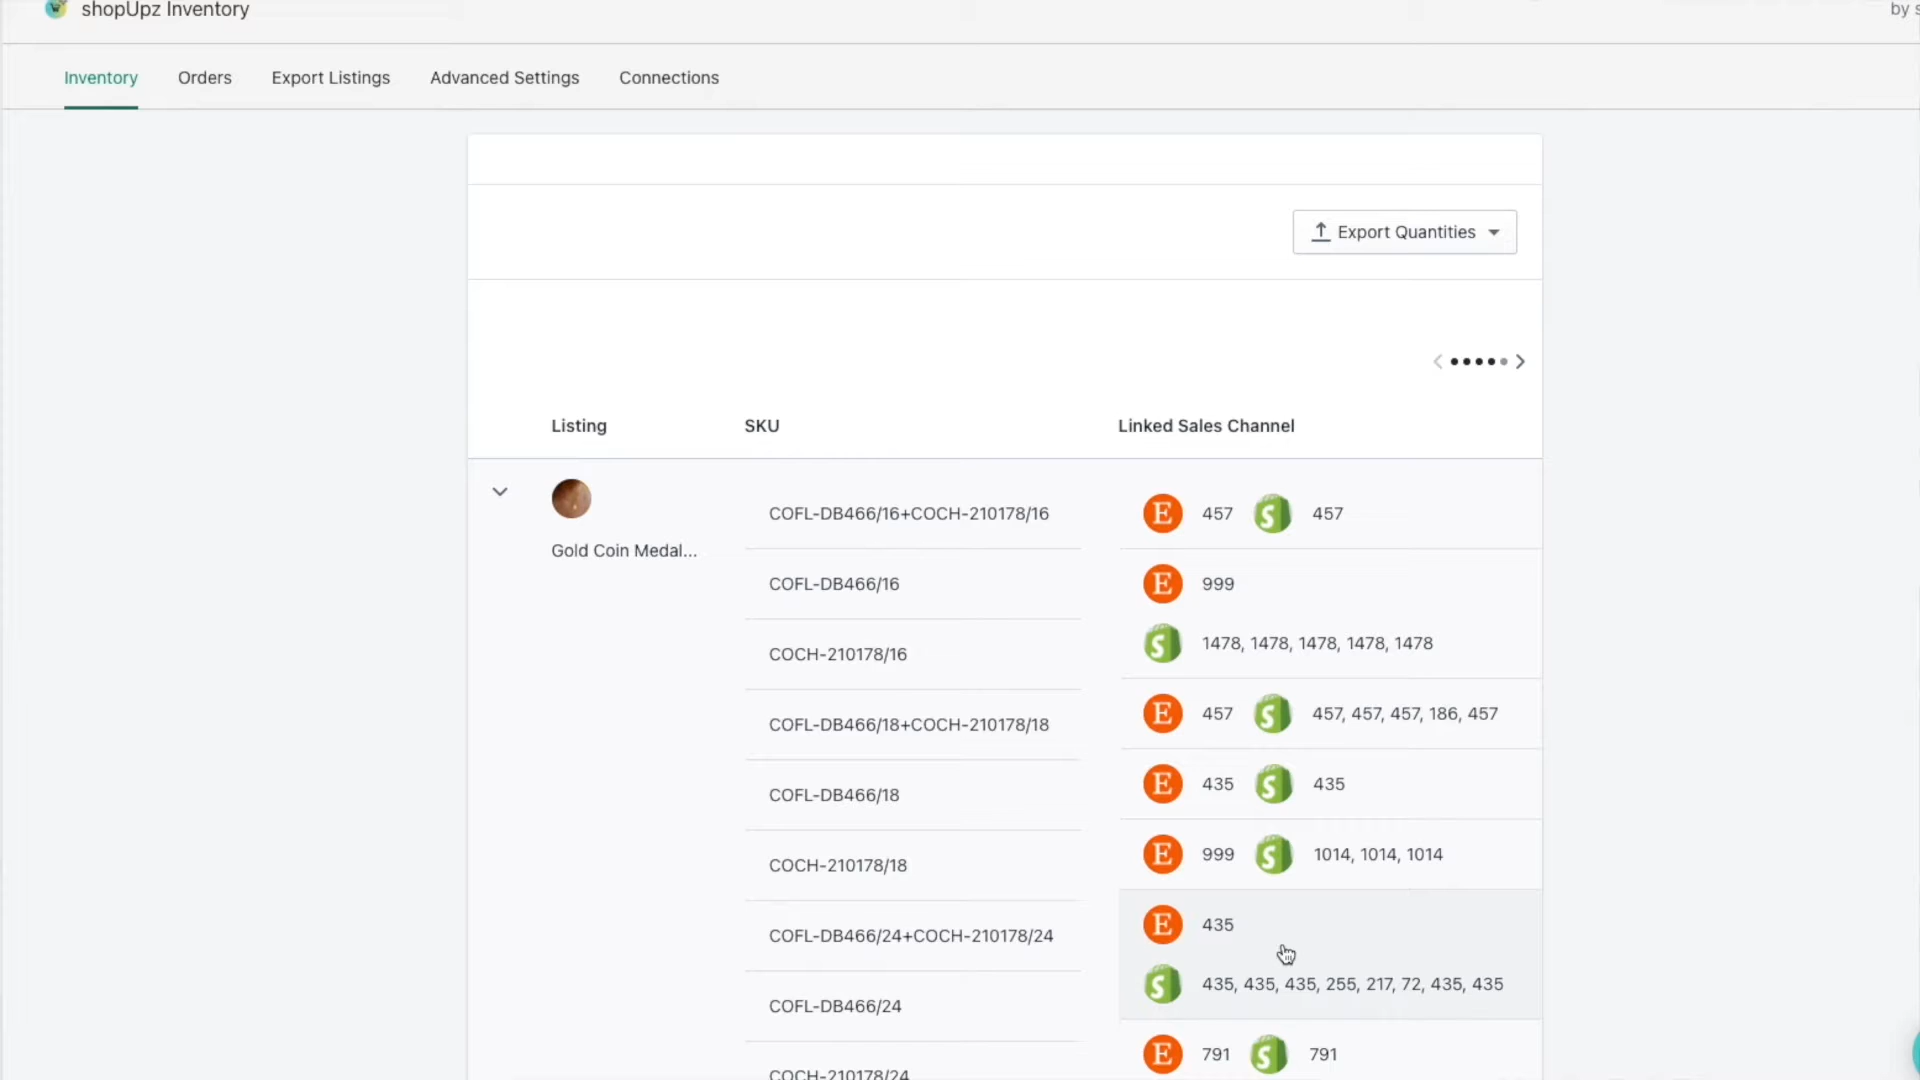 shopUpz Inventory
by s
Inventory Orders Export Listings Advanced Settings Connections
Export Quantities
Listing SKU Linked Sales Channel
Gold Coin Medal...
COFL-DB466/16+COCH-210178/16
COFL-DB466/16
COCH-210178/16
COFL-DB466/18+COCH-210178/18
COFL-DB466/18
COCH-210178/18
COFL-DB466/24+COCH-210178/24
COFL-DB466/24
COCH-210178/24
E 457 S 457
E 999
S 1478, 1478, 1478, 1478, 1478
E 457 S 457, 457, 457, 186, 457
E 435 S 435
E 999 S 1014, 1014, 1014
E 435
S 435, 435, 435, 255, 217, 72, 435, 435
E 791 S 791